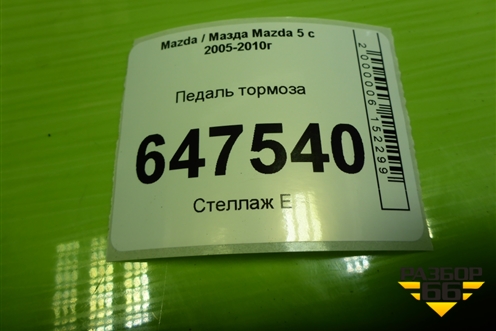 Mazda / Мазда Mazda 5 с
2005-2010г
Педаль тормоза
647540
Стеллаж E
2000006152299
РАЗБОР
66